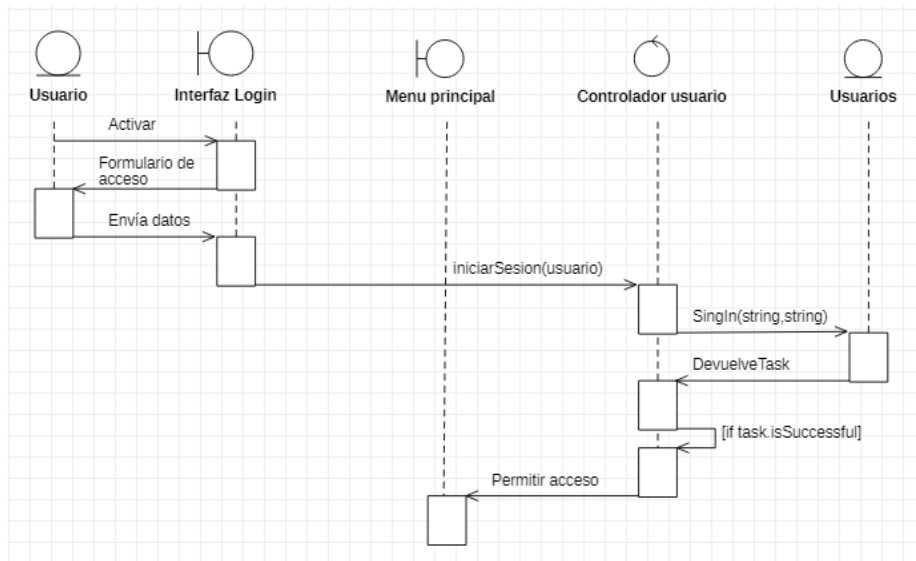 Usuario
Interfaz Login
Menu principal
Controlador usuario
Usuarios
Activar
Formulario de
acceso
Envía datos
iniciarSesion(usuario)
SingIn(string,string)
DevuelveTask
[if task.isSuccessful]
Permitir acceso